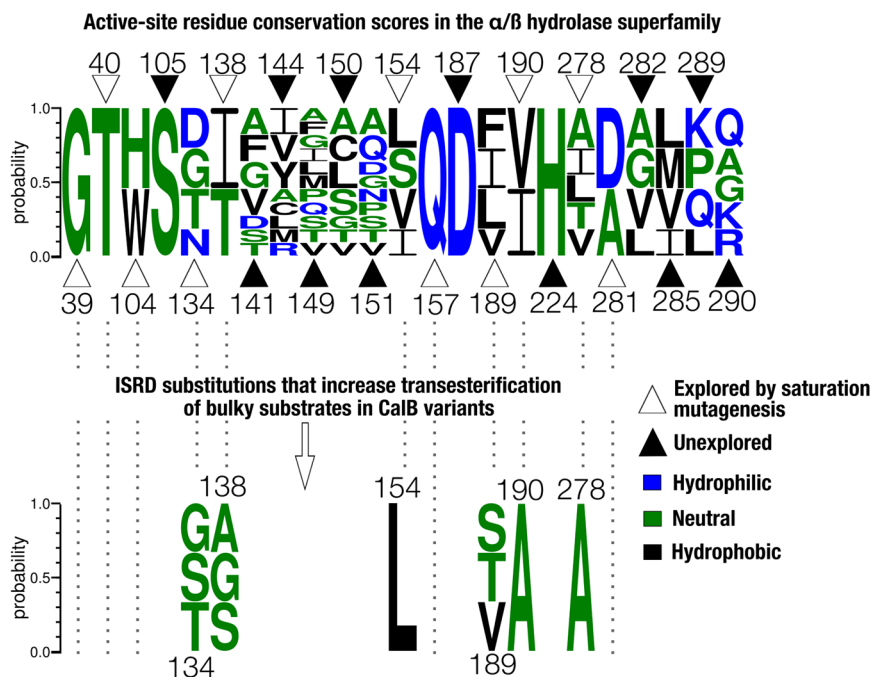 Active-site residue conservation scores in the α/ß hydrolase superfamily
40 105 138 144 150 154 187 190 278 282 289
probability
1.0
0.5
0.0
G T H W S D G T N I T A F G V D S T I V Y A C L M R A F G I L M P Q S T A C L S G V A Q D G N P S T V L S V I Q D F I L V V I H A I L T V D A A G V L L M V I K P Q L Q A G K R
39 104 134 141 149 151 157 189 224 281 285 290
ISRD substitutions that increase transesterification
of bulky substrates in CalB variants
Explored by saturation
mutagenesis
Unexplored
Hydrophilic
Neutral
Hydrophobic
138 154 190 278
probability
1.0
0.5
0.0
G S T A G S L S T V A A
134 189